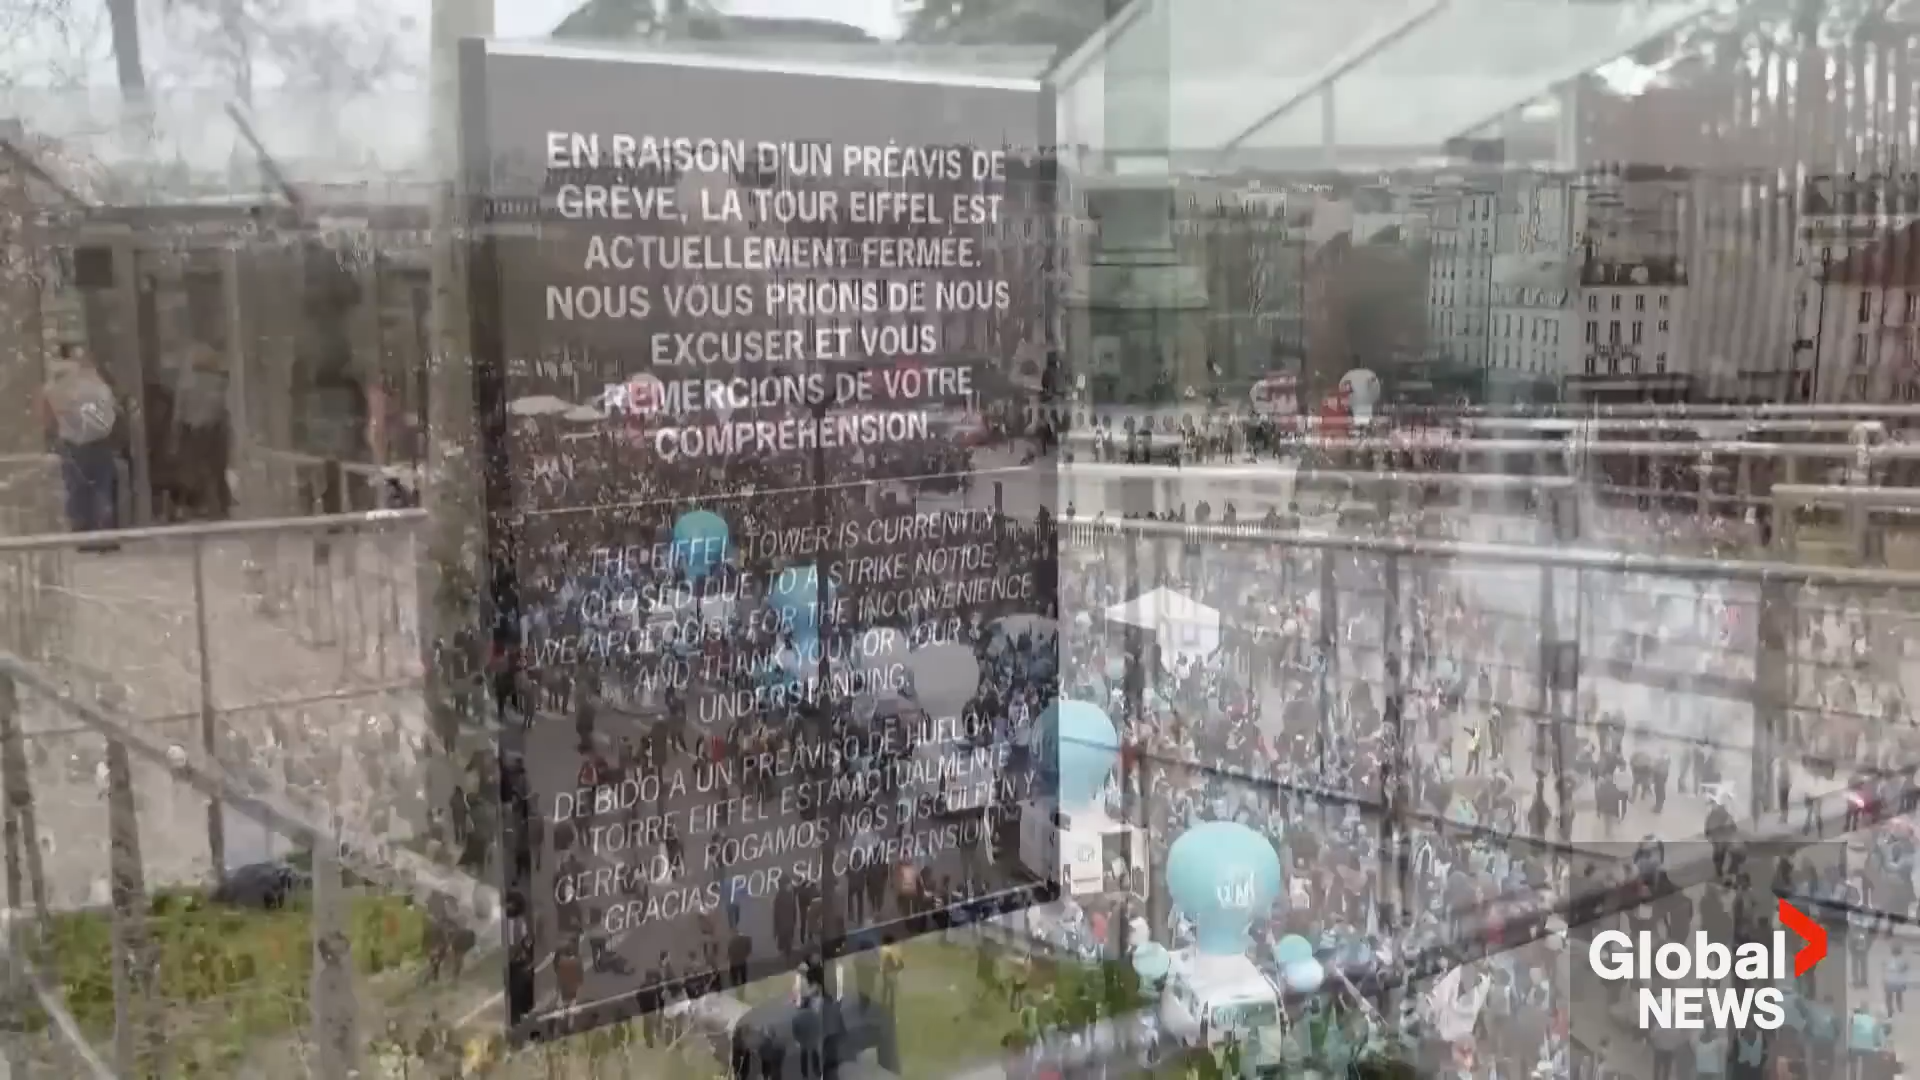 EN RAISON D'UN PRÉAVIS DE
GRÈVE, LA TOUR EIFFEL EST
ACTUELLEMENT FERMÉE.
NOUS VOUS PRIONS DE NOUS
EXCUSER ET VOUS
REMERCIONS DE VOTRE
COMPRÉHENSION.
THE EIFFEL TOWER IS CURRENTLY
CLOSED DUE TO A STRIKE NOTICE.
WE APOLOGISE FOR THE INCONVENIENCE
AND THANK YOU FOR YOUR
UNDERSTANDING.
DEBIDO A UN PREAVISO DE HUELGA, LA
TORRE EIFFEL ESTÁ ACTUALMENTE
CERRADA. ROGAMOS NOS DISCULPEN Y
GRACIAS POR SU COMPRENSIÓN.
Global
NEWS